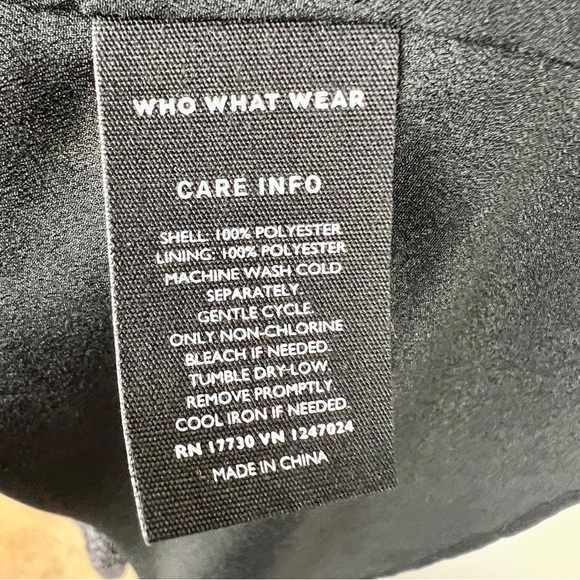 WHO WHAT WEAR
CARE INFO
SHELL: 100% POLYESTER
LINING: 100% POLYESTER
MACHINE WASH COLD
SEPARATELY.
GENTLE CYCLE.
ONLY NON-CHLORINE
BLEACH IF NEEDED.
TUMBLE DRY-LOW.
REMOVE PROMPTLY
COOL IRON IF NEEDED.
RN 17730 VN 1247024
MADE IN CHINA